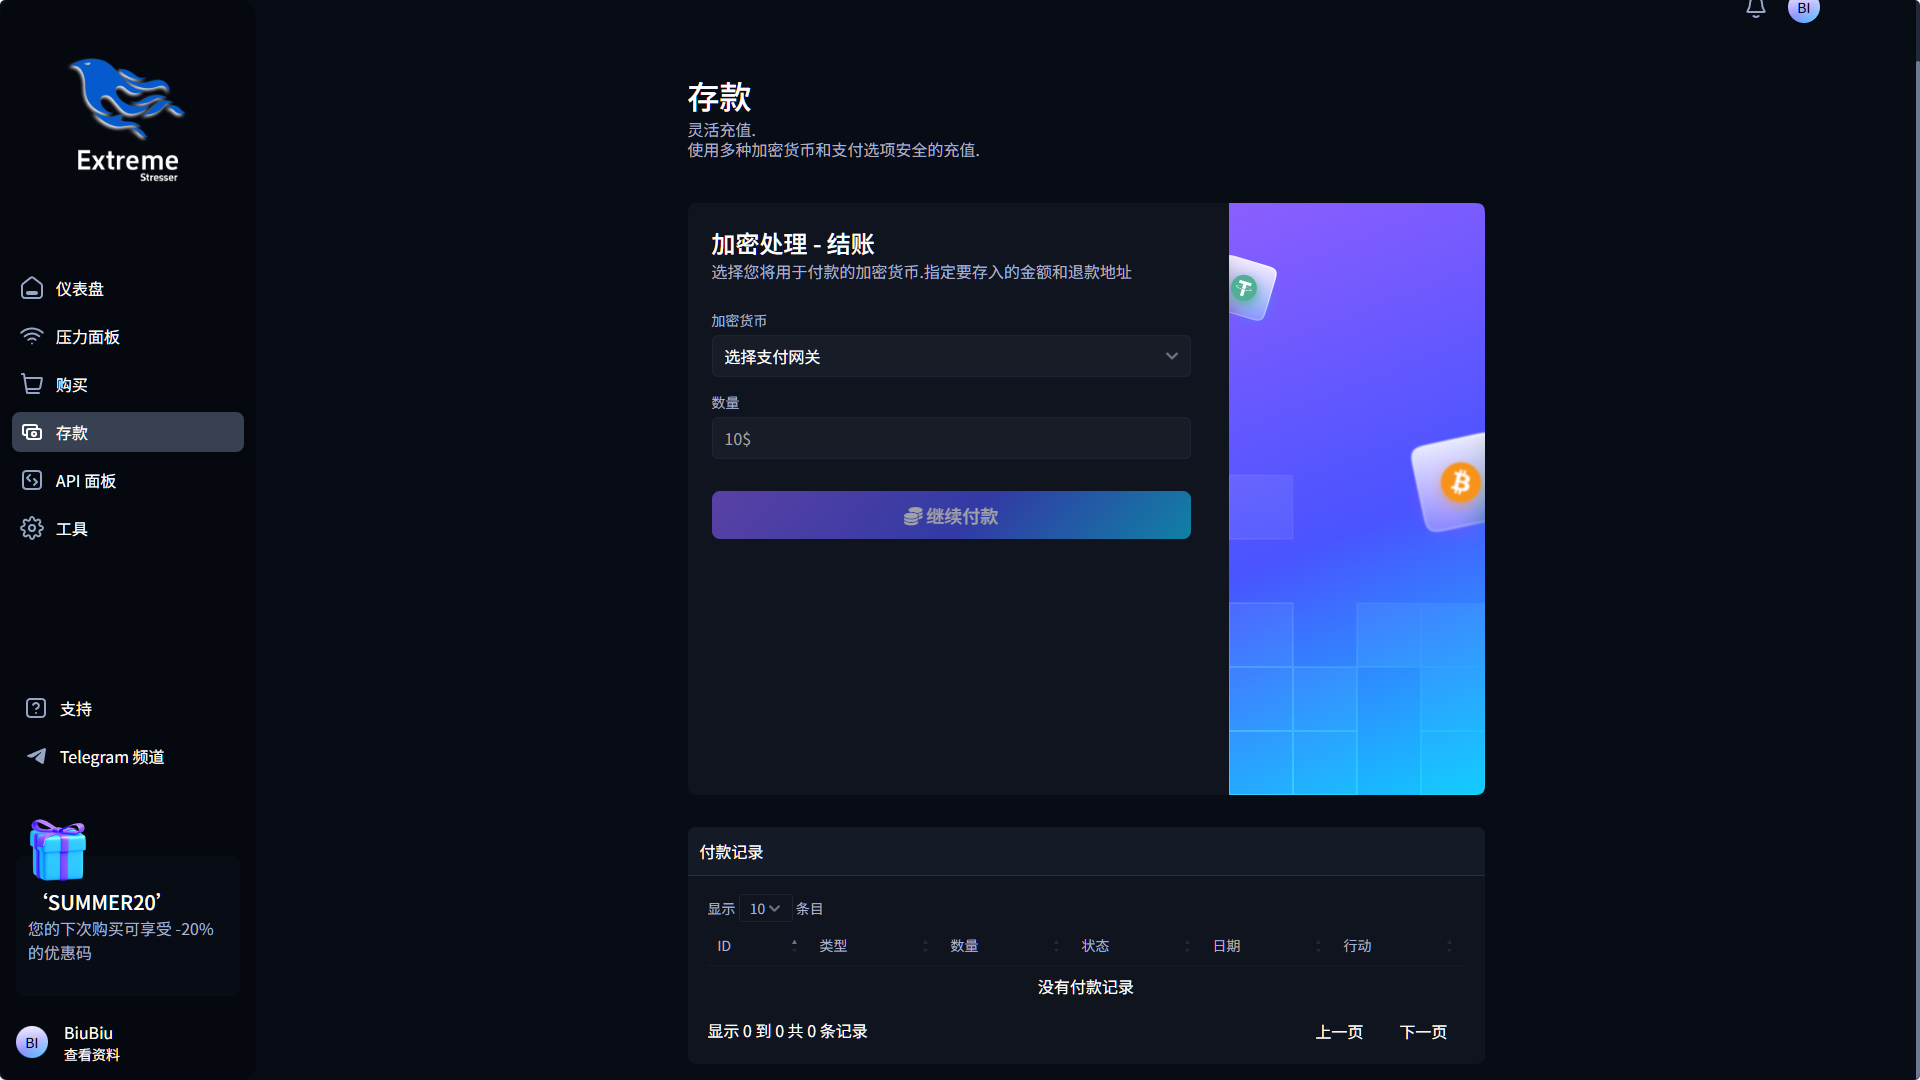 BI
Extreme
Stresser
仪表盘
压力面板
购买
存款
API 面板
工具
支持
Telegram 频道
‘SUMMER20’
您的下次购买可享受 -20%
的优惠码
BI
BiuBiu
查看资料
存款
灵活充值.
使用多种加密货币和支付选项安全的充值.
加密处理 - 结账
选择您将用于付款的加密货币.指定要存入的金额和退款地址
加密货币
选择支付网关
数量
10$
继续付款
付款记录
显示 10 条目
ID 类型 数量 状态 日期 行动
没有付款记录
显示 0 到 0 共 0 条记录
上一页 下一页